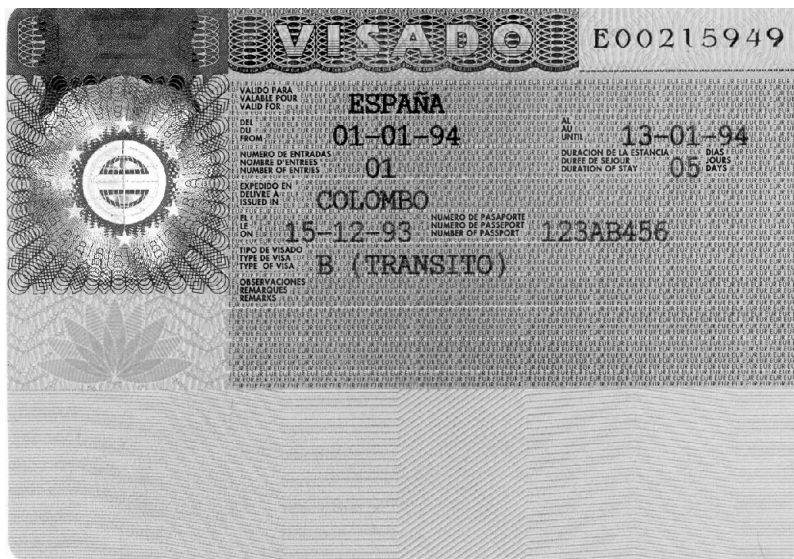 VISADO E00215949
VALIDO PARA
VALABLE POUR
VALID FOR
ESPAÑA
DEL
DU
FROM
01-01-94
AL
AU
UNTIL
13-01-94
NUMERO DE ENTRADAS
NOMBRE D'ENTREES
NUMBER OF ENTRIES
01
DURACION DE LA ESTANCIA
DUREE DE SEJOUR
DURATION OF STAY
05
DIAS
JOURS
DAYS
EXPEDIDO EN
DELIVRE A
ISSUED IN
COLOMBO
EL
LE
ON
15-12-93
NUMERO DE PASAPORTE
NUMERO DE PASSEPORT
NUMBER OF PASSPORT
123AB456
TIPO DE VISADO
TYPE DE VISA
TYPE OF VISA
B (TRANSITO)
OBSERVACIONES
REMARQUES
REMARKS